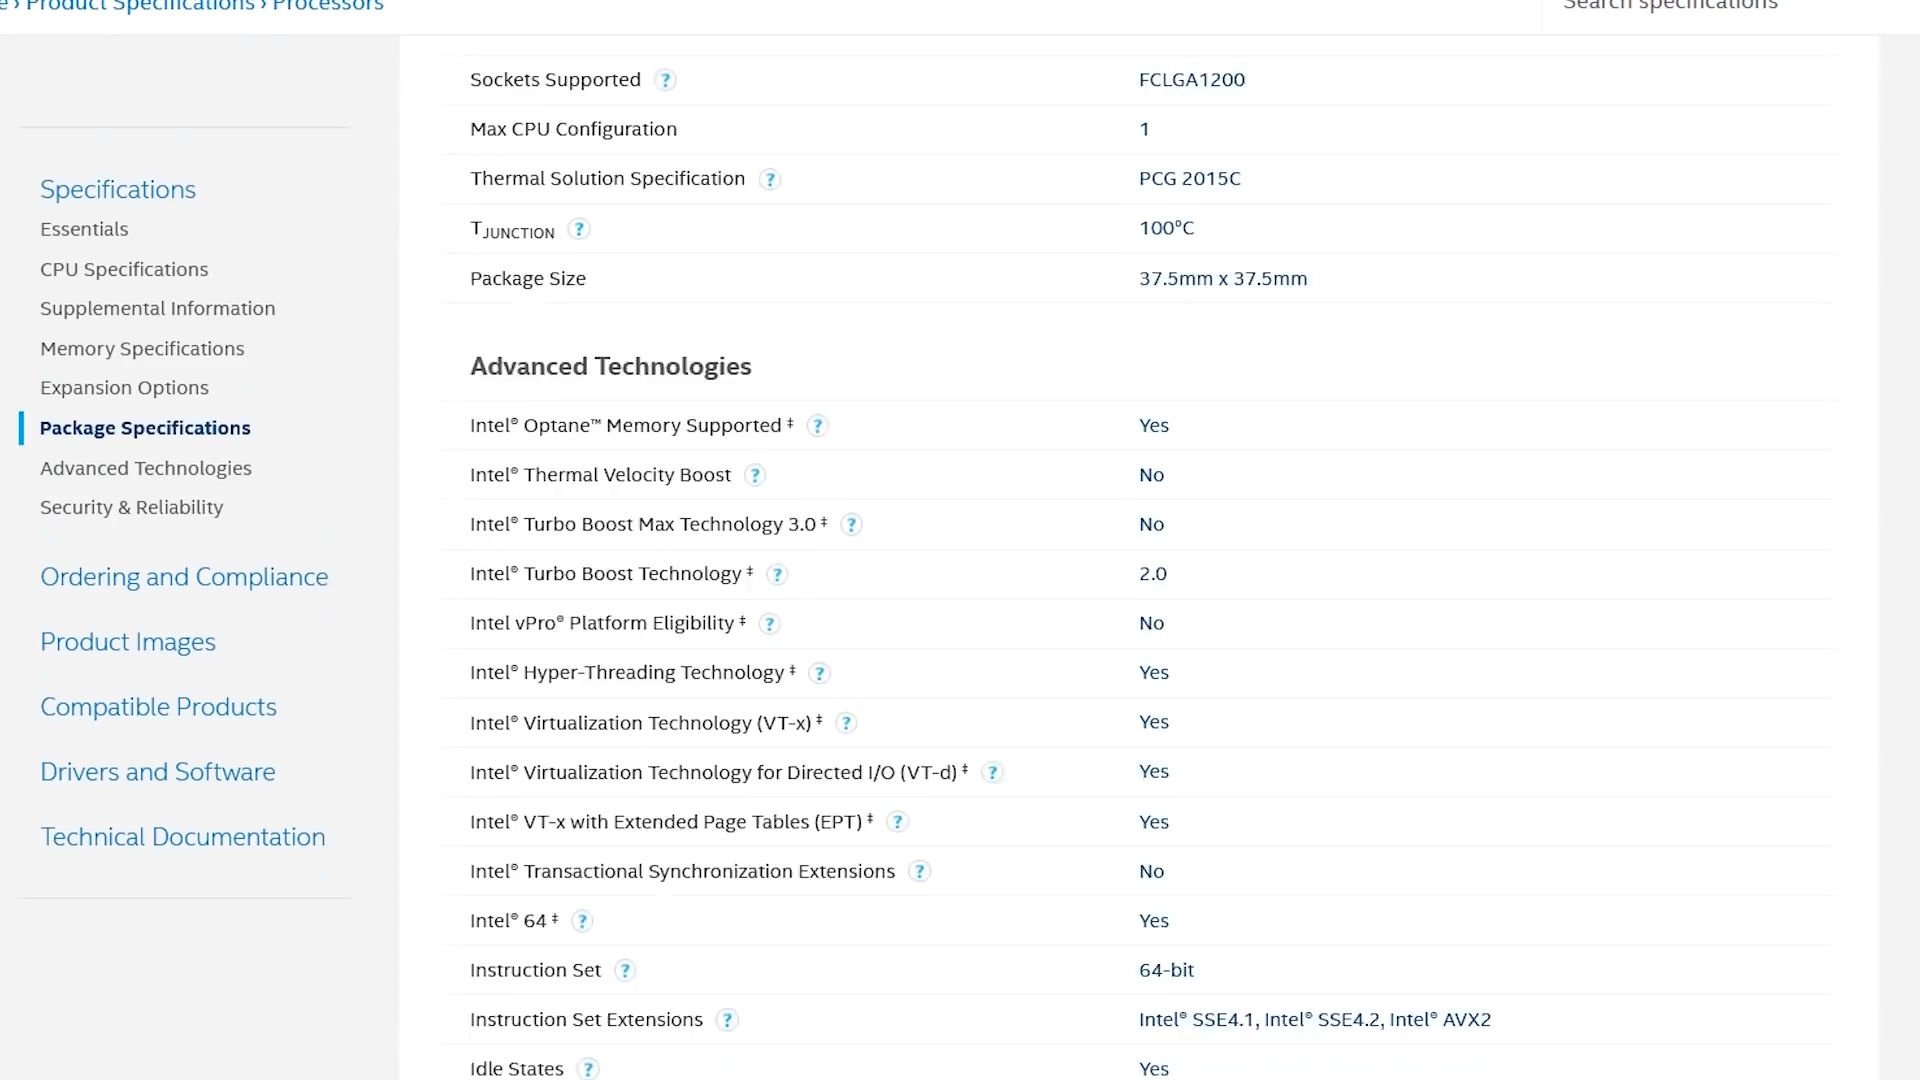 e › Product Specifications › Processors
Search specifications
Specifications
Essentials
CPU Specifications
Supplemental Information
Memory Specifications
Expansion Options
Package Specifications
Advanced Technologies
Security & Reliability
Ordering and Compliance
Product Images
Compatible Products
Drivers and Software
Technical Documentation
Sockets Supported ? FCLGA1200
Max CPU Configuration 1
Thermal Solution Specification ? PCG 2015C
TJUNCTION ? 100°C
Package Size 37.5mm x 37.5mm
Advanced Technologies
Intel® Optane™ Memory Supported ‡ ? Yes
Intel® Thermal Velocity Boost ? No
Intel® Turbo Boost Max Technology 3.0 ‡ ? No
Intel® Turbo Boost Technology ‡ ? 2.0
Intel vPro® Platform Eligibility ‡ ? No
Intel® Hyper-Threading Technology ‡ ? Yes
Intel® Virtualization Technology (VT-x) ‡ ? Yes
Intel® Virtualization Technology for Directed I/O (VT-d) ‡ ? Yes
Intel® VT-x with Extended Page Tables (EPT) ‡ ? Yes
Intel® Transactional Synchronization Extensions ? No
Intel® 64 ‡ ? Yes
Instruction Set ? 64-bit
Instruction Set Extensions ? Intel® SSE4.1, Intel® SSE4.2, Intel® AVX2
Idle States ? Yes